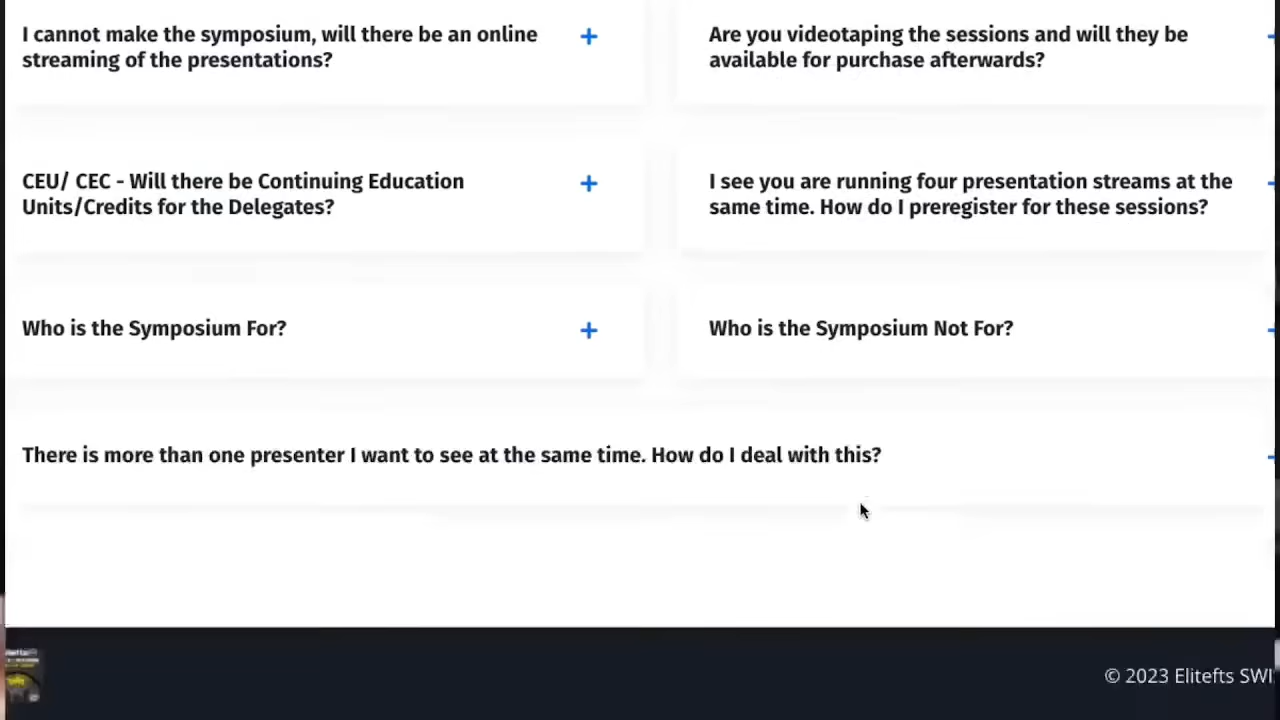 I cannot make the symposium, will there be an online
streaming of the presentations?
Are you videotaping the sessions and will they be
available for purchase afterwards?
CEU/ CEC - Will there be Continuing Education
Units/Credits for the Delegates?
I see you are running four presentation streams at the
same time. How do I preregister for these sessions?
Who is the Symposium For?
Who is the Symposium Not For?
There is more than one presenter I want to see at the same time. How do I deal with this?
© 2023 Elitefts SWI